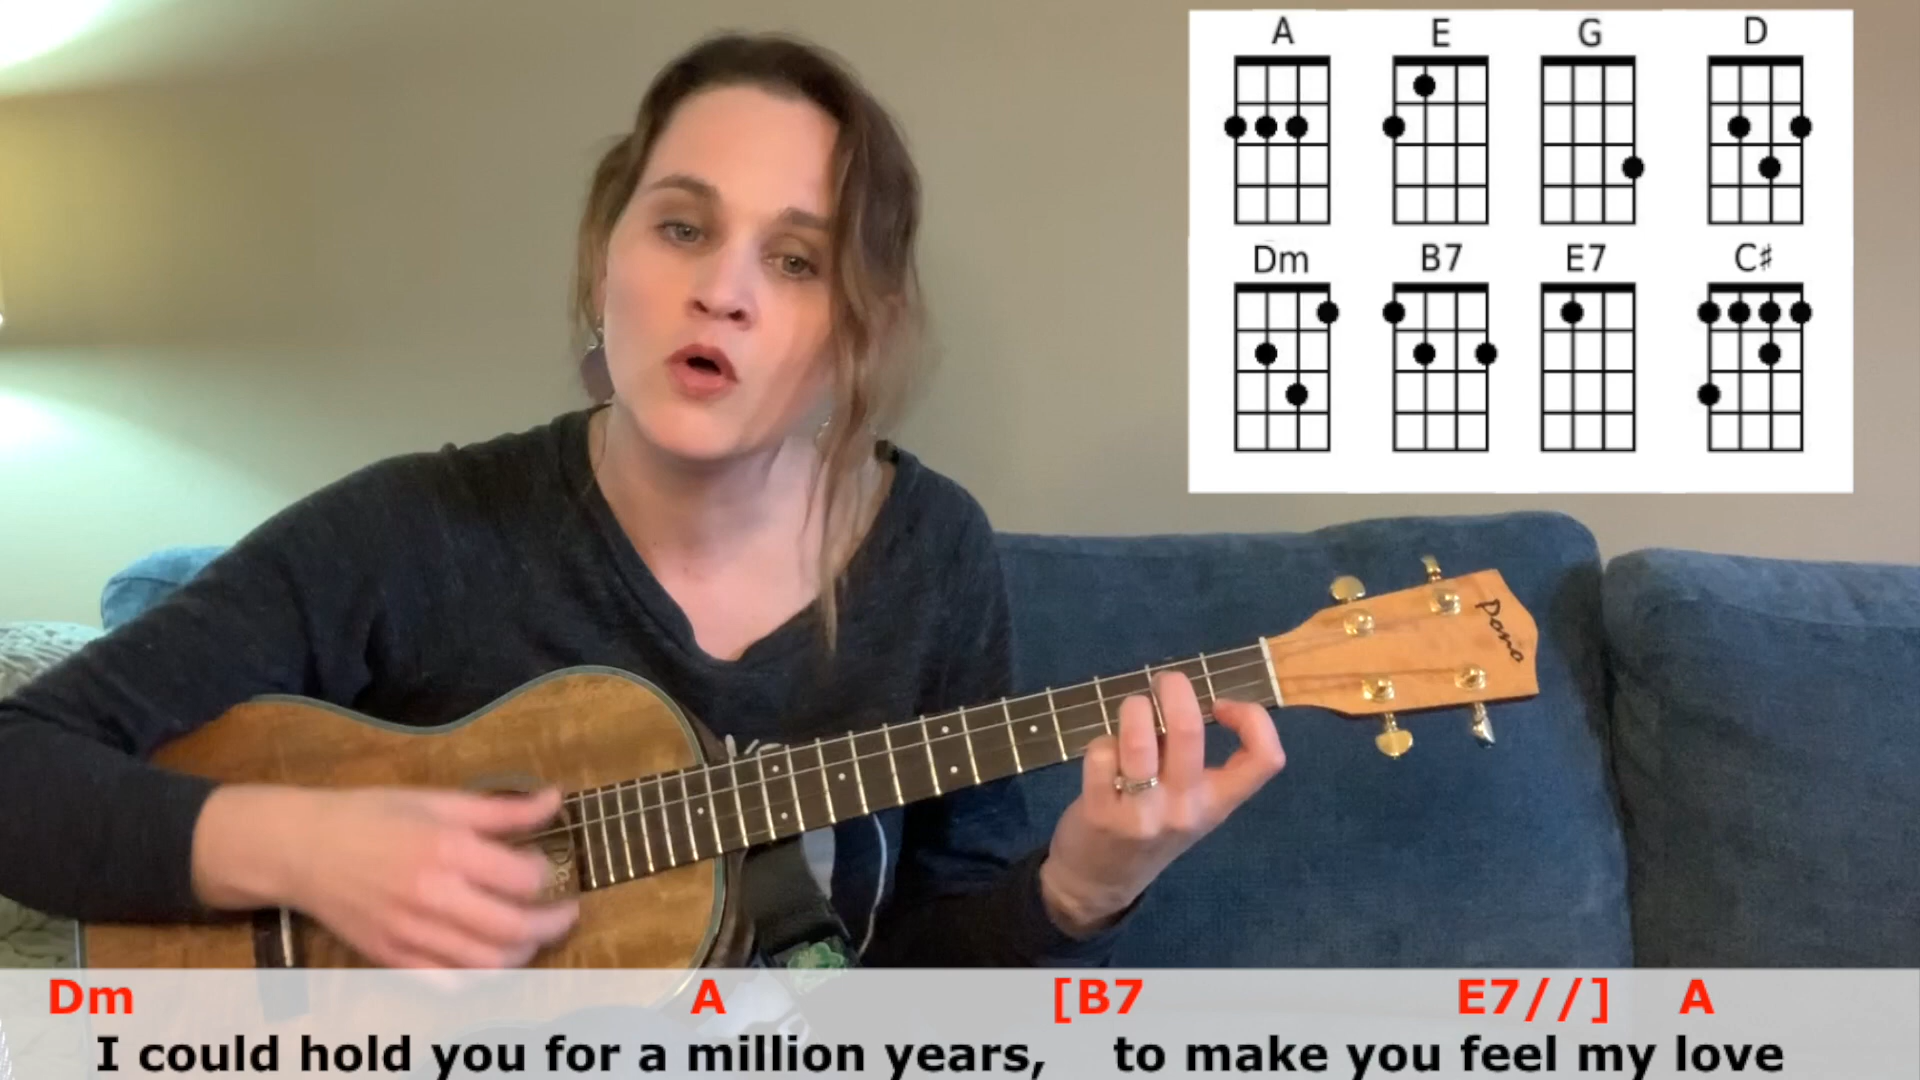 A E G D
Dm B7 E7 C♯
Pono
Dm A [B7 E7//] A
I could hold you for a million years, to make you feel my love